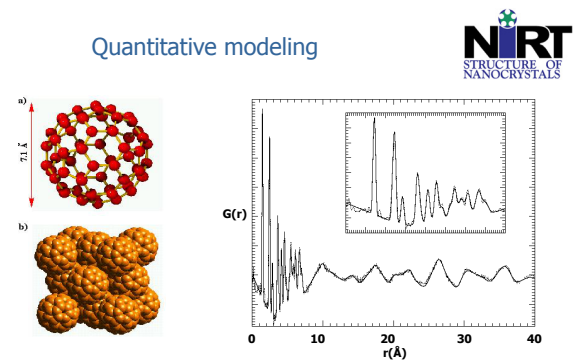 Quantitative modeling
NIRT
STRUCTURE OF
NANOCRYSTALS
a)
7.1 Å
b)
G(r)
0 10 20 30 40
r(Å)